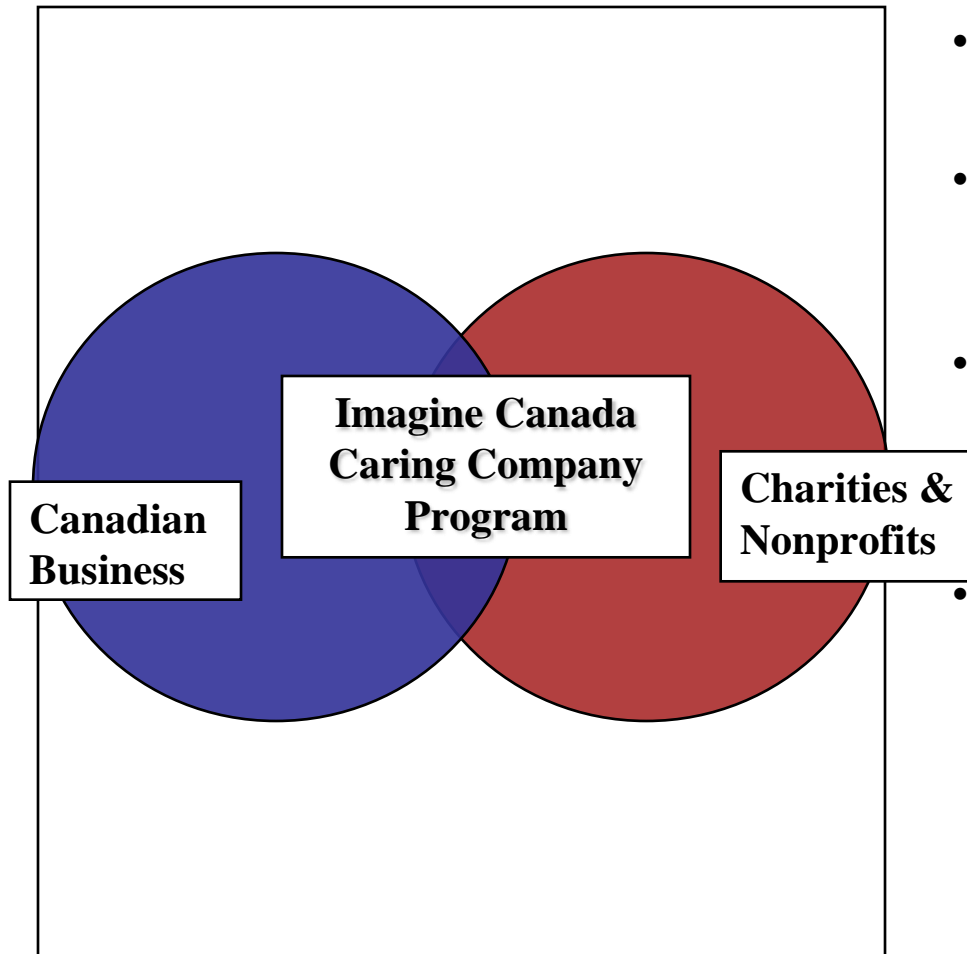 Imagine Canada
Caring Company
Program
Canadian
Business
Charities &
Nonprofits